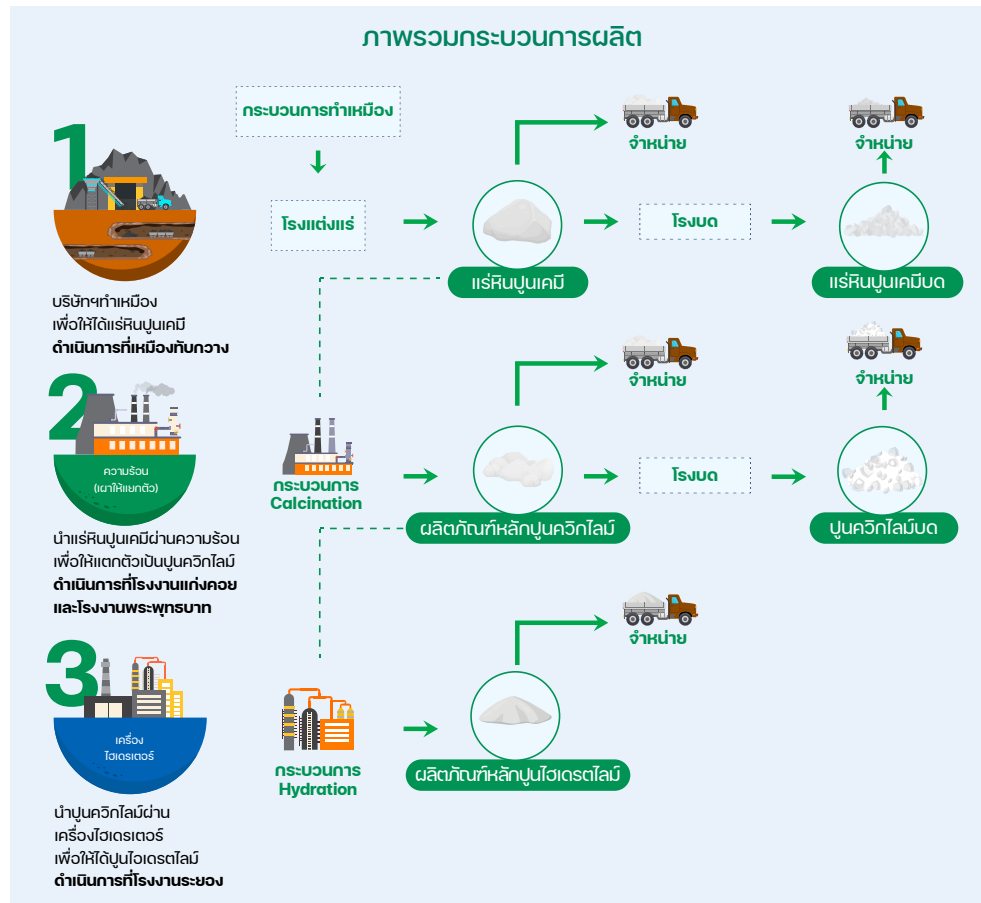 ภาพรวมกระบวนการผลิต
1
กระบวนการทำเหมือง
โรงแต่งแร่
แร่หินปูนเคมี
จำหน่าย
โรงบด
แร่หินปูนเคมีบด
จำหน่าย
บริษัทฯทำเหมือง
เพื่อให้ได้แร่หินปูนเคมี
ดำเนินการที่เหมืองทับกวาง
2
ความร้อน
(เผาให้แยกตัว)
กระบวนการ
Calcination
ผลิตภัณฑ์หลักปูนควิกไลม์
จำหน่าย
โรงบด
ปูนควิกไลม์บด
จำหน่าย
นำแร่หินปูนเคมีผ่านความร้อน
เพื่อให้แตกตัวเป็นปูนควิกไลม์
ดำเนินการที่โรงงานแก่งคอย
และโรงงานพระพุทธบาท
3
เครื่อง
ไฮเดรเตอร์
กระบวนการ
Hydration
ผลิตภัณฑ์หลักปูนไฮเดรตไลม์
จำหน่าย
นำปูนควิกไลม์ผ่าน
เครื่องไฮเดรเตอร์
เพื่อให้ได้ปูนไอเดรตไลม์
ดำเนินการที่โรงงานระยอง